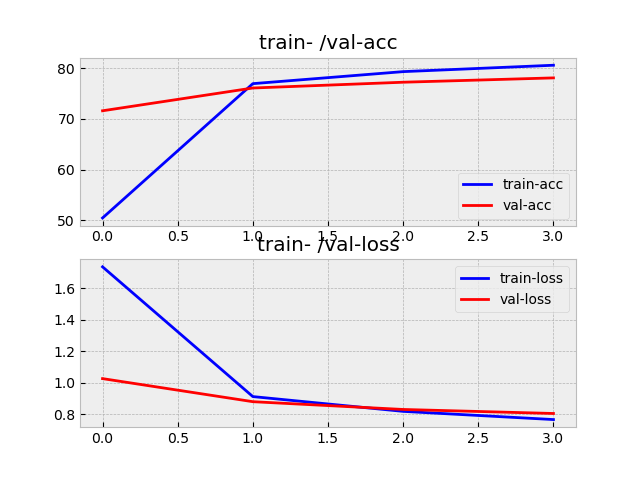 train- /val-acc
80
70
60
50
train-acc
val-acc
0.0 0.5 1.0 1.5 2.0 2.5 3.0
train- /val-loss
1.6
1.4
1.2
1.0
0.8
train-loss
val-loss
0.0 0.5 1.0 1.5 2.0 2.5 3.0